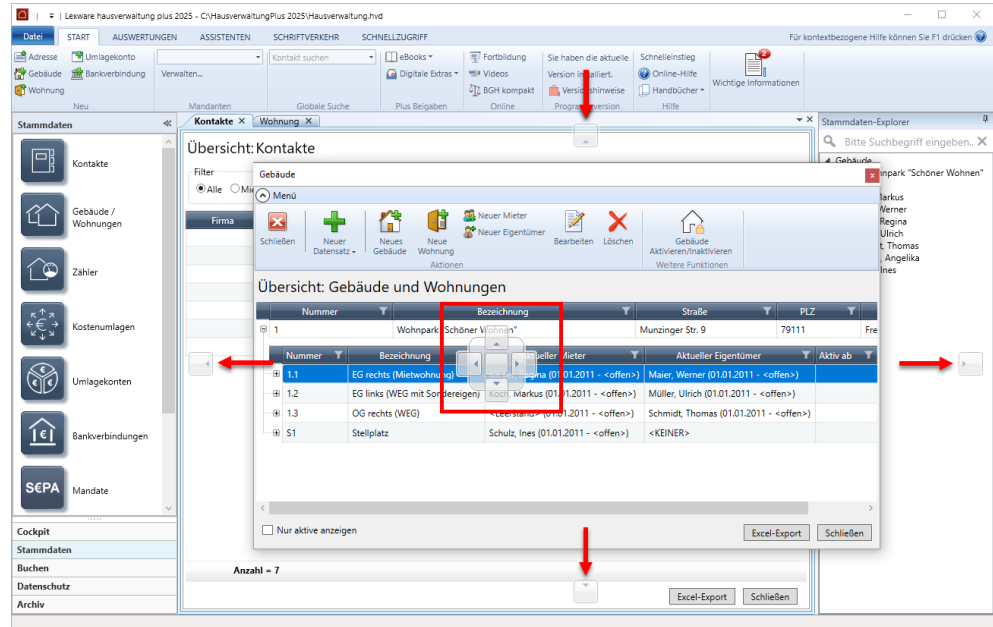 Lexware hausverwaltung plus 2025 - C:\HausverwaltungPlus 2025\Hausverwaltung.hvd
Datei START AUSWERTUNGEN ASSISTENTEN SCHRIFTVERKEHR SCHNELLZUGRIFF Für kontextbezogene Hilfe können Sie F1 drücken
Adresse Umlagekonto Kontakt suchen eBooks Fortbildung Sie haben die aktuelle Schnelleinstieg 2
Gebäude Bankverbindung Verwalten... Digitale Extras Videos Version installiert. Online-Hilfe Wichtige Informationen
Wohnung BGH kompakt Versionshinweise Handbücher
Neu Mandanten Globale Suche Plus Beigaben Online Programmversion Hilfe
Stammdaten
Kontakte
Gebäude /
Wohnungen
Zähler
Kostenumlagen
Umlagekonten
Bankverbindungen
S€PA Mandate
Cockpit
Stammdaten
Buchen
Datenschutz
Archiv
Kontakte X Wohnung X
Übersicht: Kontakte
Filter
Alle
Firma
Anzahl = 7
Excel-Export Schließen
Gebäude
Menü
Schließen Neuer Datensatz Neues Gebäude Neue Wohnung Neuer Mieter Neuer Eigentümer Bearbeiten Löschen Gebäude Aktivieren/Inaktivieren
Aktionen Weitere Funktionen
Übersicht: Gebäude und Wohnungen
Nummer Bezeichnung Straße PLZ
1 Wohnpark "Schöner Wohnen" Munzinger Str. 9 79111
Nummer Bezeichnung Aktueller Mieter Aktueller Eigentümer Aktiv ab
1.1 EG rechts (Mietwohnung) (01.01.2011 - <offen>) Maier, Werner (01.01.2011 - <offen>)
1.2 EG links (WEG mit Sondereigen) Koch, Markus (01.01.2011 - <offen>) Müller, Ulrich (01.01.2011 - <offen>)
1.3 OG rechts (WEG) <Leerstand> (01.01.2011 - <offen>) Schmidt, Thomas (01.01.2011 - <offen>)
S1 Stellplatz Schulz, Ines (01.01.2011 - <offen>) <KEINER>
Nur aktive anzeigen Excel-Export Schließen
Stammdaten-Explorer
Bitte Suchbegriff eingeben..
Gebäude
"Schöner Wohnen"
Werner
Regina
Ulrich
Thomas
Angelika
Ines